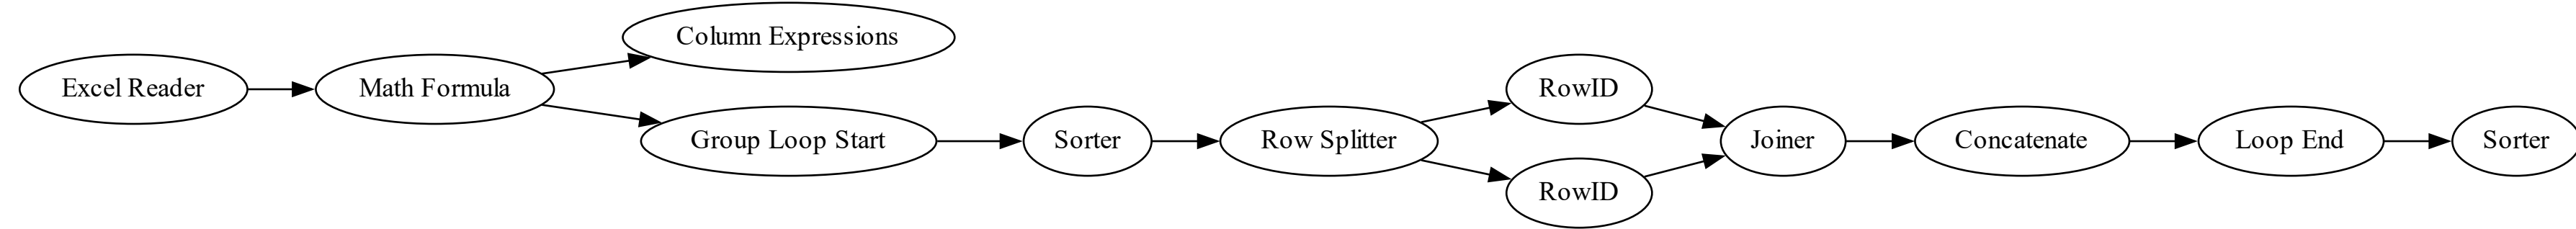 Excel Reader
Math Formula
Column Expressions
Group Loop Start
Sorter
Row Splitter
RowID
RowID
Joiner
Concatenate
Loop End
Sorter